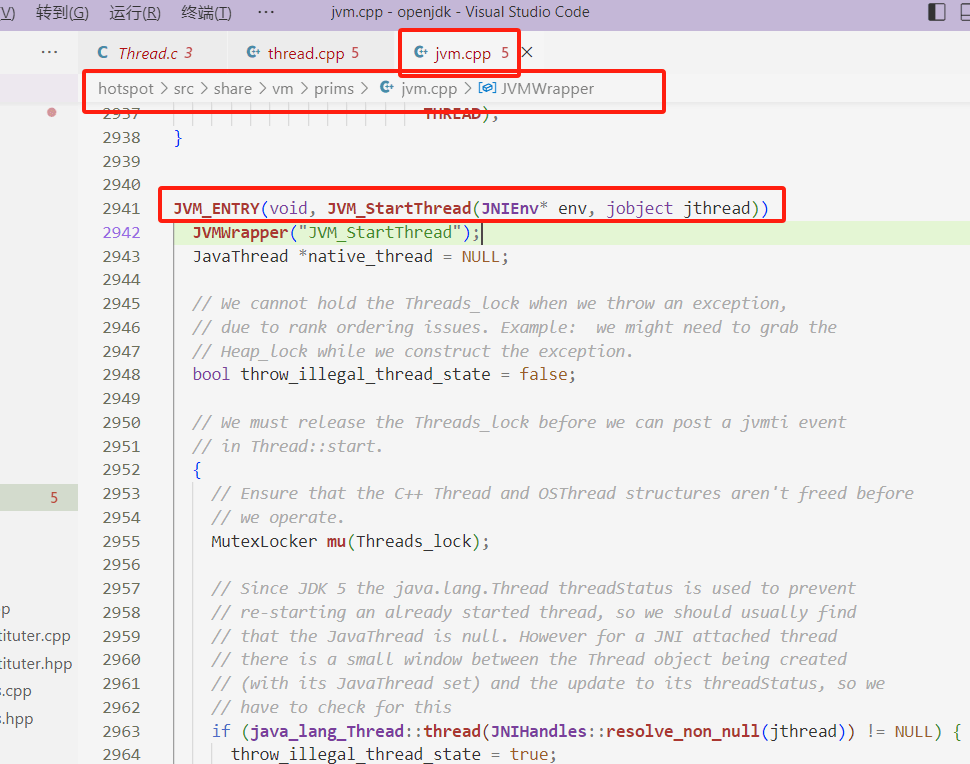 V) 转到(G) 运行(R) 终端(T) ··· jvm.cpp - openjdk - Visual Studio Code
··· C Thread.c 3 thread.cpp 5 jvm.cpp 5
hotspot > src > share > vm > prims > jvm.cpp > JVMWrapper
2937 THREAD);
2938 }
2939
2940
2941 JVM_ENTRY(void, JVM_StartThread(JNIEnv* env, jobject jthread))
2942 JVMWrapper("JVM_StartThread");
2943 JavaThread *native_thread = NULL;
2944
2945 // We cannot hold the Threads_lock when we throw an exception,
2946 // due to rank ordering issues. Example:  we might need to grab the
2947 // Heap_lock while we construct the exception.
2948 bool throw_illegal_thread_state = false;
2949
2950 // We must release the Threads_lock before we can post a jvmti event
2951 // in Thread::start.
2952 {
5 2953 // Ensure that the C++ Thread and OSThread structures aren't freed before
2954 // we operate.
2955 MutexLocker mu(Threads_lock);
2956
2957 // Since JDK 5 the java.lang.Thread threadStatus is used to prevent
p 2958 // re-starting an already started thread, so we should usually find
tituter.cpp 2959 // that the JavaThread is null. However for a JNI attached thread
tituter.hpp 2960 // there is a small window between the Thread object being created
s.cpp 2961 // (with its JavaThread set) and the update to its threadStatus, so we
s.hpp 2962 // have to check for this
2963 if (java_lang_Thread::thread(JNIHandles::resolve_non_null(jthread)) != NULL) {
2964 throw_illegal_thread_state = true;